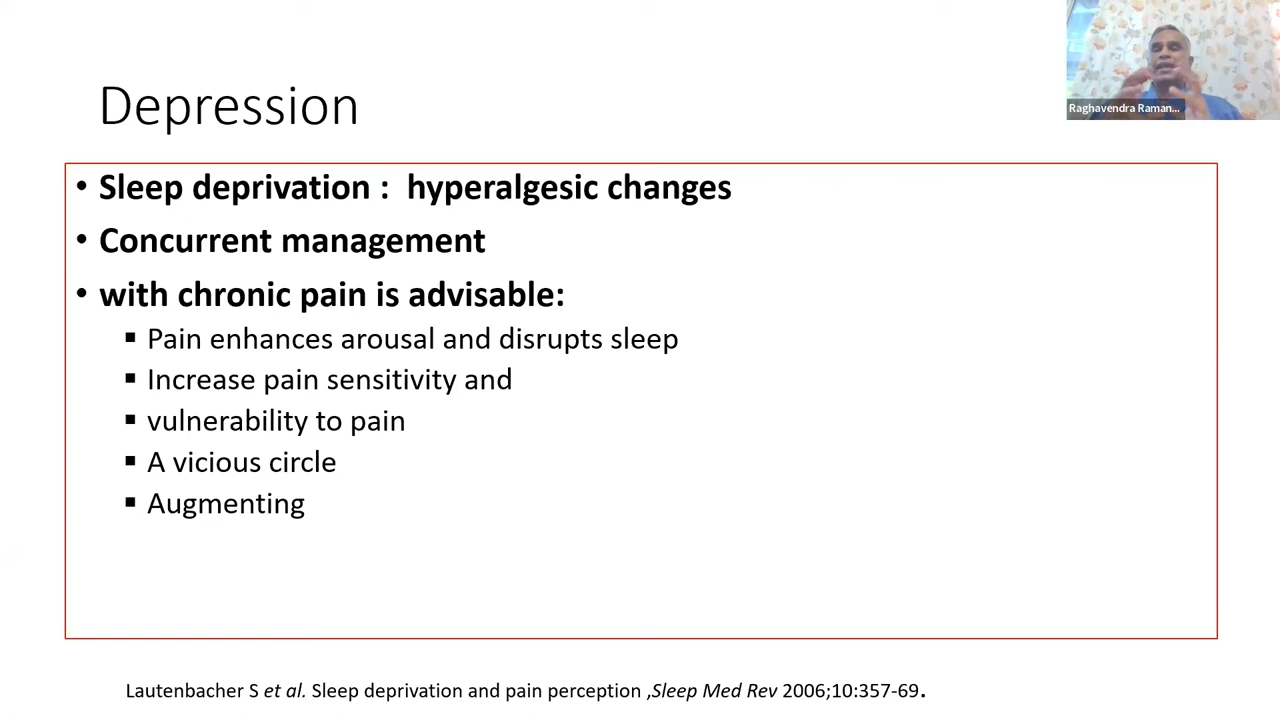 Raghavendra Raman...
Depression
• Sleep deprivation :  hyperalgesic changes
• Concurrent management
• with chronic pain is advisable:
▪ Pain enhances arousal and disrupts sleep
▪ Increase pain sensitivity and
▪ vulnerability to pain
▪ A vicious circle
▪ Augmenting
Lautenbacher S et al. Sleep deprivation and pain perception ,Sleep Med Rev 2006;10:357-69.